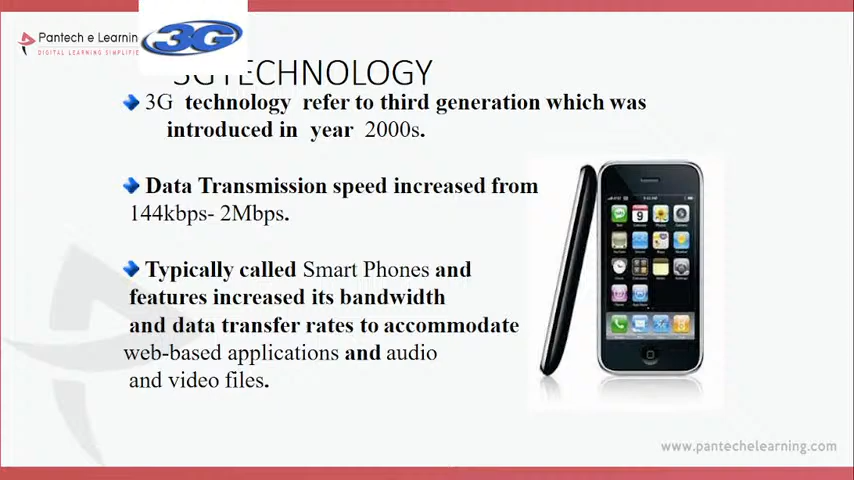 Pantech e Learnin
DIGITAL LEARNING SIMPLIFIE
3G
3G TECHNOLOGY
3G technology refer to third generation which was
introduced in year 2000s.
Data Transmission speed increased from
144kbps- 2Mbps.
Typically called Smart Phones and
features increased its bandwidth
and data transfer rates to accommodate
web-based applications and audio
and video files.
www.pantechelearning.com